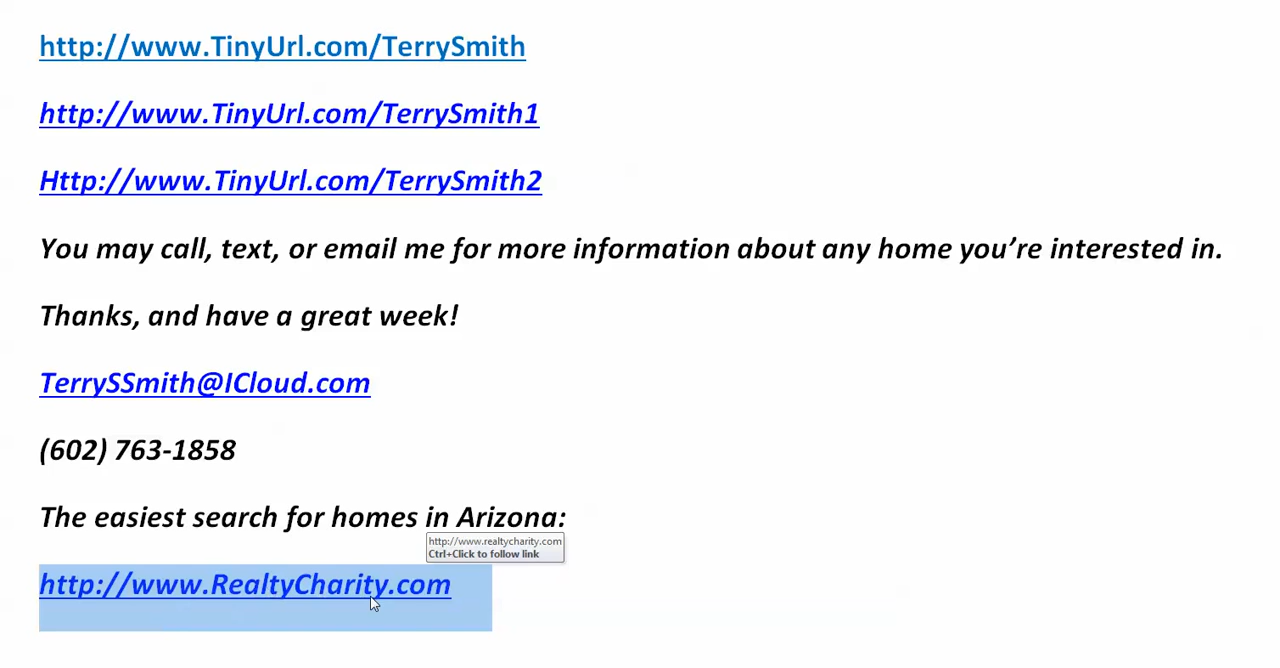 http://www.TinyUrl.com/TerrySmith
http://www.TinyUrl.com/TerrySmith1
Http://www.TinyUrl.com/TerrySmith2
You may call, text, or email me for more information about any home you’re interested in.
Thanks, and have a great week!
TerrySSmith@ICloud.com
(602) 763-1858
The easiest search for homes in Arizona:
http://www.realtycharity.com
Ctrl+Click to follow link
http://www.RealtyCharity.com